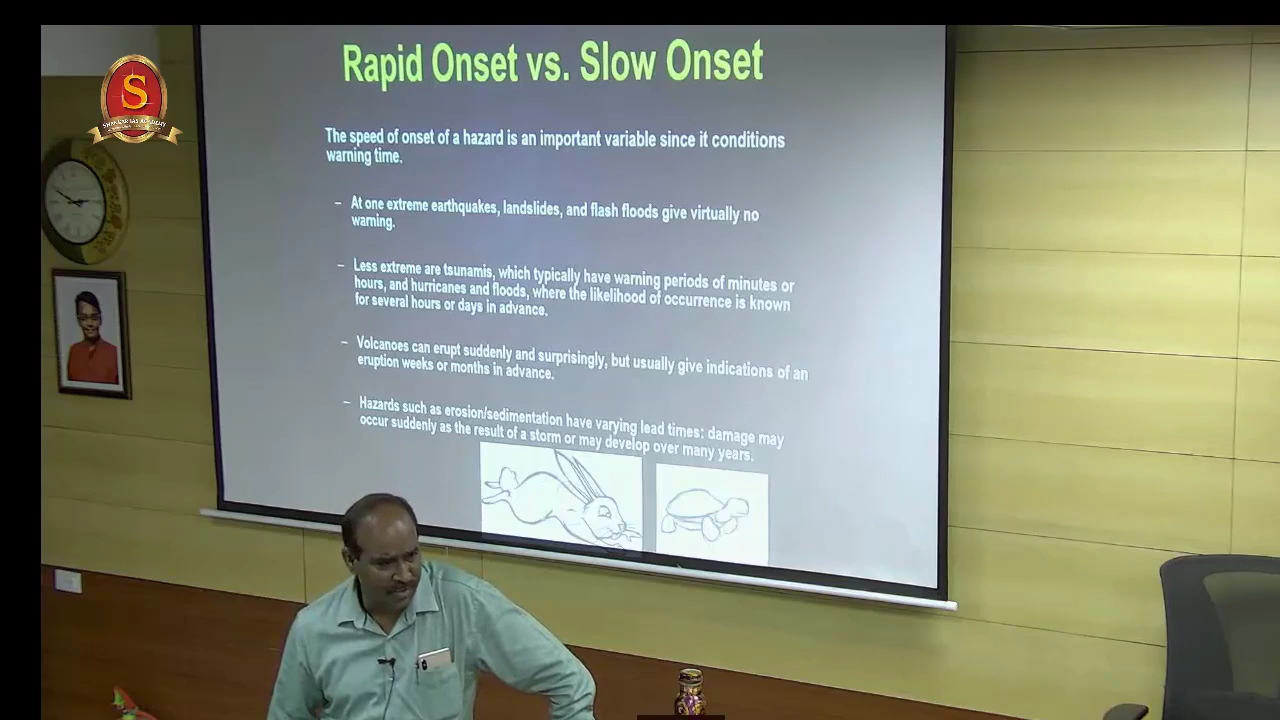 S
SHANKAR IAS ACADEMY
Rapid Onset vs. Slow Onset
The speed of onset of a hazard is an important variable since it conditions
warning time.
– At one extreme earthquakes, landslides, and flash floods give virtually no
warning.
– Less extreme are tsunamis, which typically have warning periods of minutes or
hours, and hurricanes and floods, where the likelihood of occurrence is known
for several hours or days in advance.
– Volcanoes can erupt suddenly and surprisingly, but usually give indications of an
eruption weeks or months in advance.
– Hazards such as erosion/sedimentation have varying lead times: damage may
occur suddenly as the result of a storm or may develop over many years.